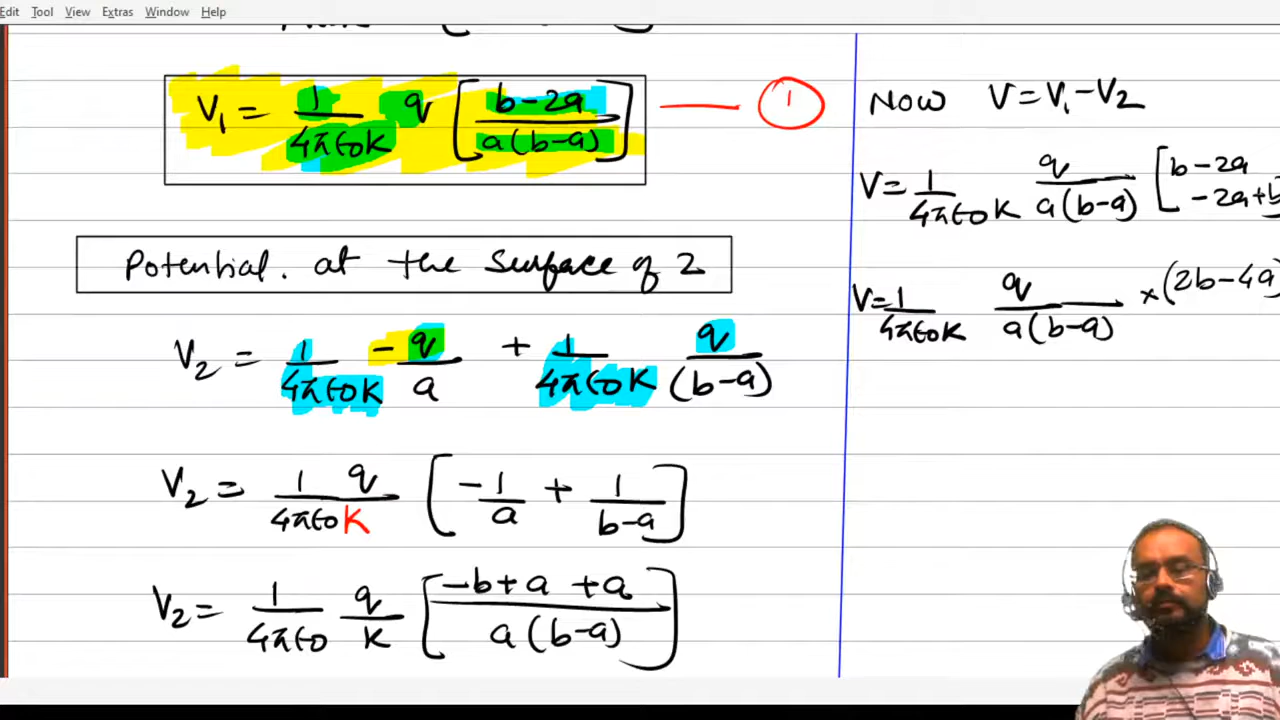 Edit Tool View Extras Window Help
V₁ = 1/4πϵ0K q [b-2a / a(b-a)] —— ①
Potential. at the surface of 2
V₂ = 1/4πϵ0K -q/a + 1/4πϵ0K q/(b-a)
V₂ = 1 q/4πϵ0K [-1/a + 1/b-a]
V₂ = 1/4πϵ0 q/K [-b+a +a / a(b-a)]
Now V = V₁ - V₂
V = 1/4πϵ0K q/a(b-a) [b-2a -2a+b
V = 1/4πϵ0K q/a(b-a) ×(2b-4a)